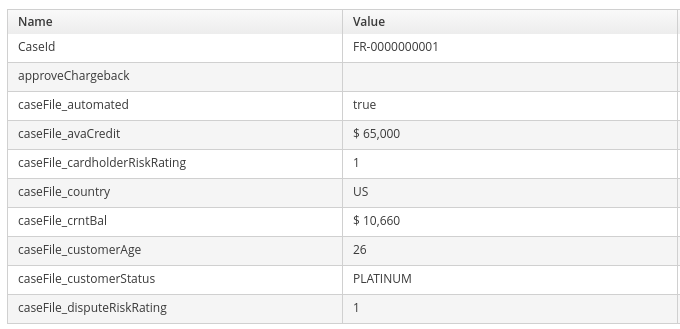 Name Value
CaseId FR-0000000001
approveChargeback
caseFile_automated true
caseFile_avaCredit $ 65,000
caseFile_cardholderRiskRating 1
caseFile_country US
caseFile_crntBal $ 10,660
caseFile_customerAge 26
caseFile_customerStatus PLATINUM
caseFile_disputeRiskRating 1